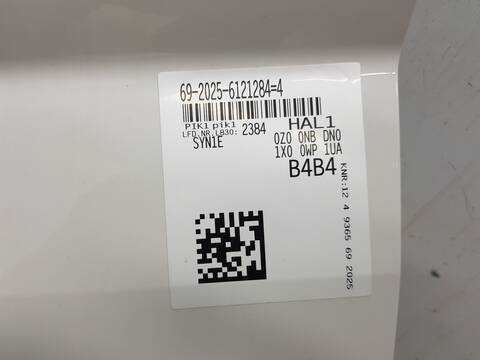 69-2025-6121284=4
PIK1 pik1 HAL1
LFD.NR.LB30: 2384 0Z0 0NB DN0
SYN1E 1X0 0WP 1UA
B4B4
KNR:12 4 9365 69 2025